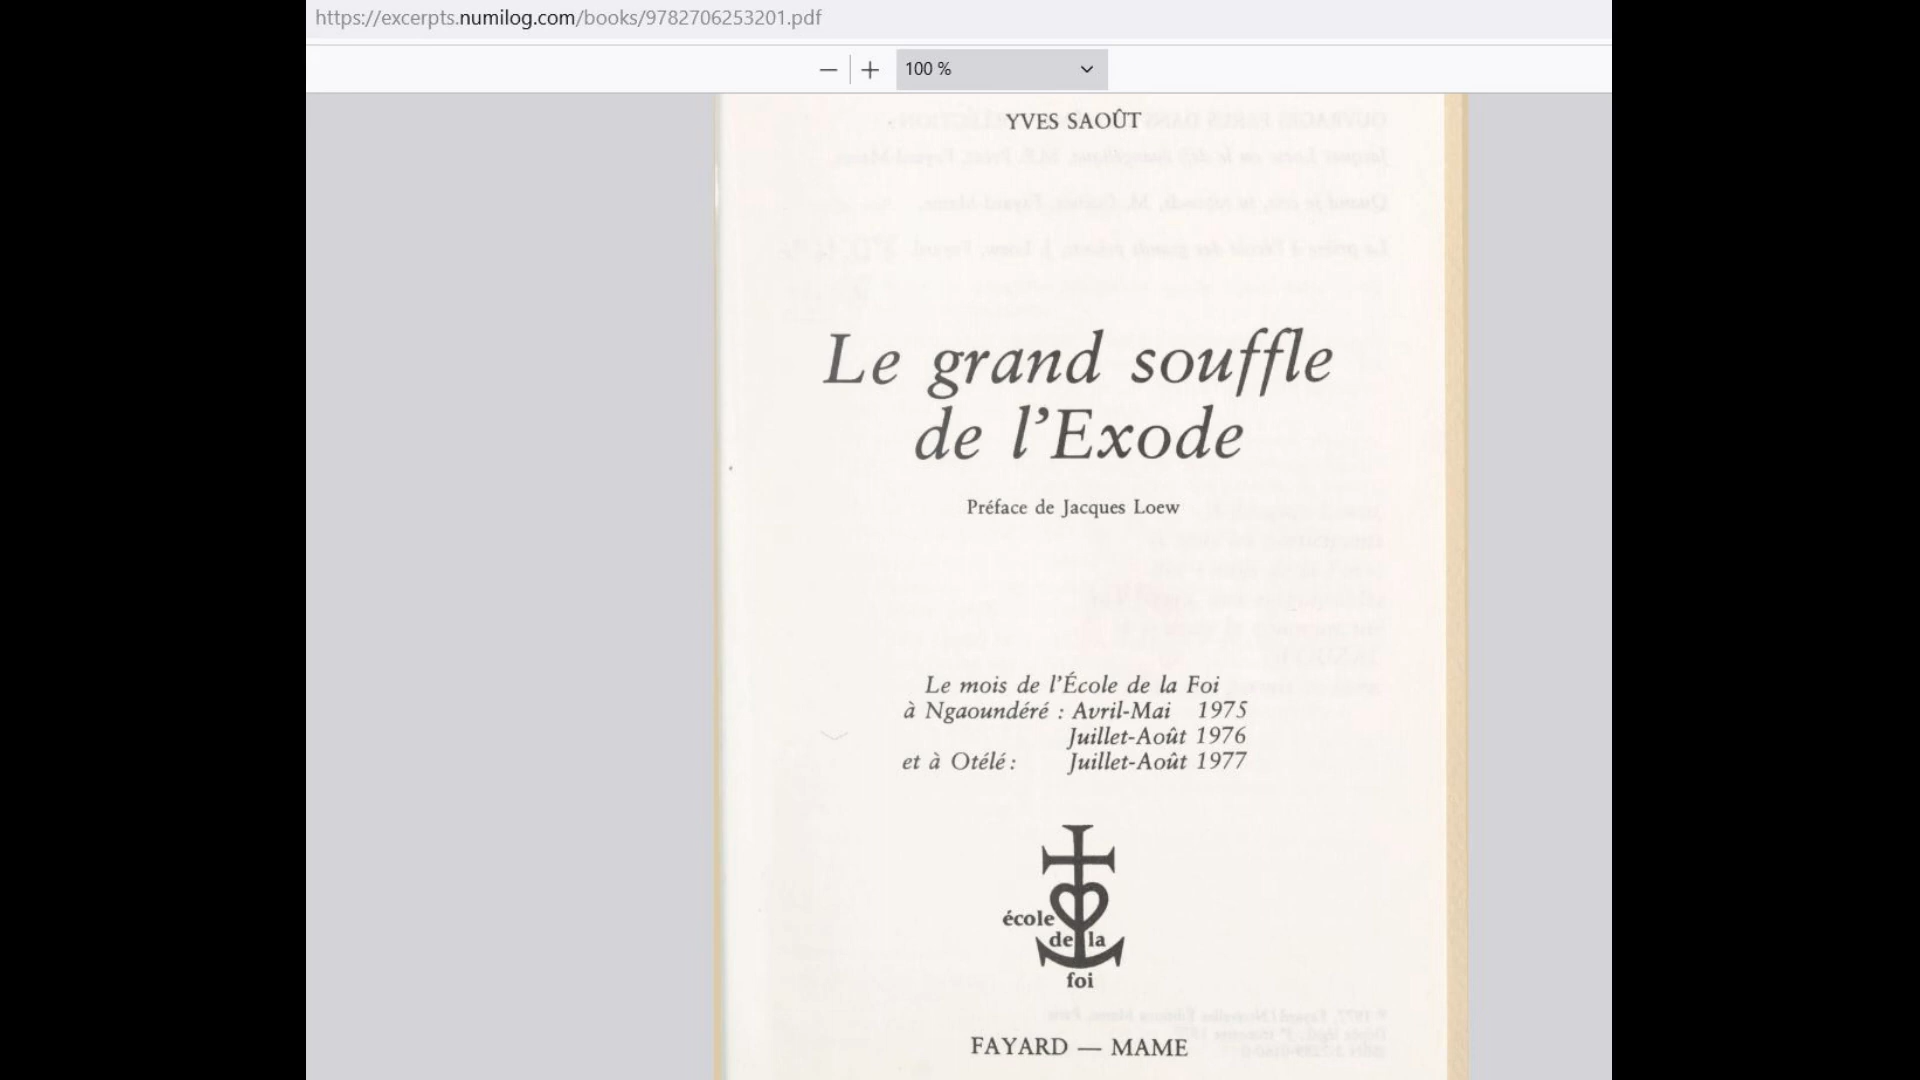 https://excerpts.numilog.com/books/9782706253201.pdf
100 %
YVES SAOÛT
Le grand souffle
de l'Exode
Préface de Jacques Loew
Le mois de l'École de la Foi
à Ngaoundéré : Avril-Mai 1975
Juillet-Août 1976
et à Otélé : Juillet-Août 1977
école
de la
foi
FAYARD — MAME